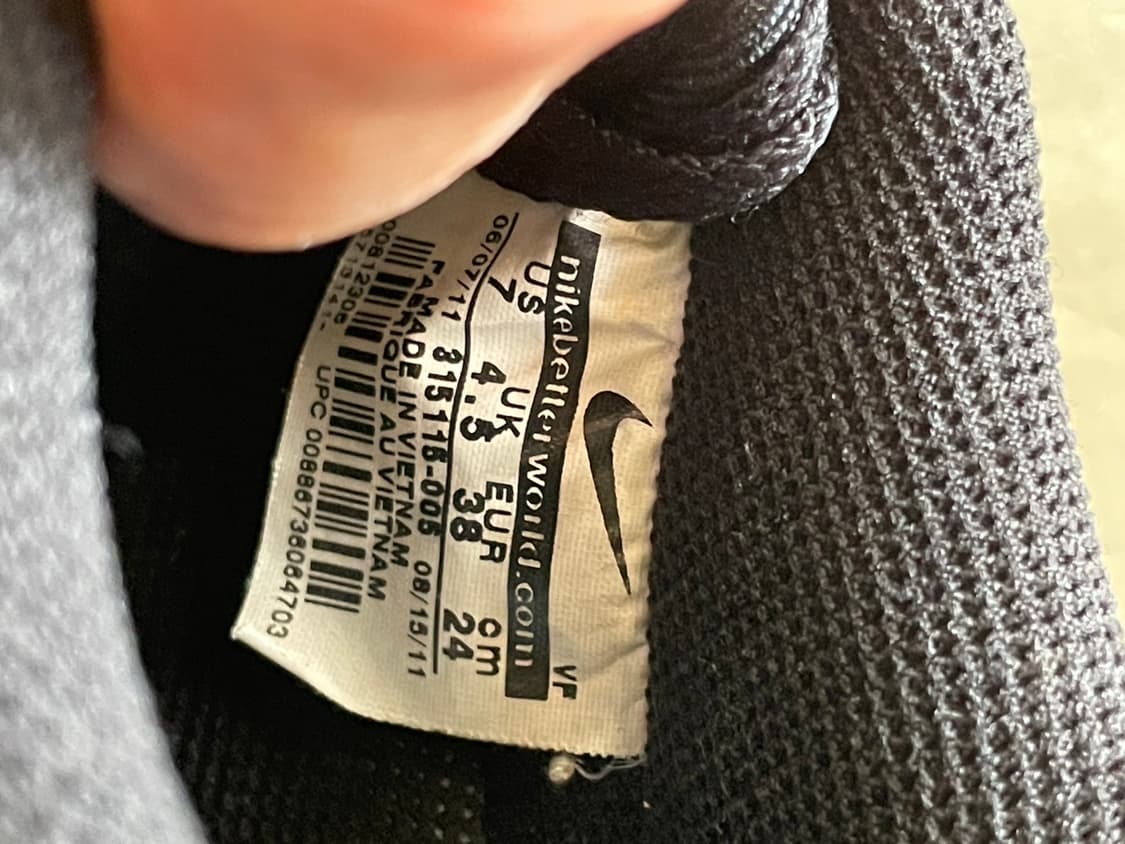 VF
nikebetterworld.com
US UK EUR cm
7 4.5 38 24
06/07/11 315115-005 08/15/11
MADE IN VIETNAM
FABRIQUE AU VIETNAM
UPC 00886736064703